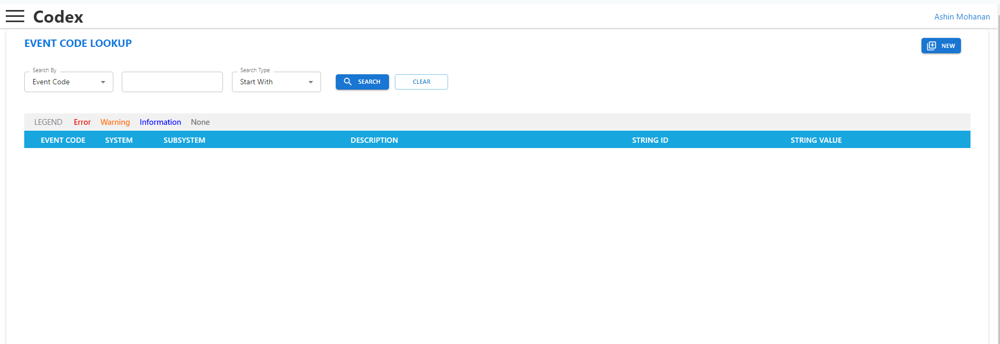 Codex
Ashin Mohanan
EVENT CODE LOOKUP
NEW
Search By
Event Code
Search Type
Start With
SEARCH
CLEAR
LEGEND Error Warning Information None
EVENT CODE SYSTEM SUBSYSTEM DESCRIPTION STRING ID STRING VALUE